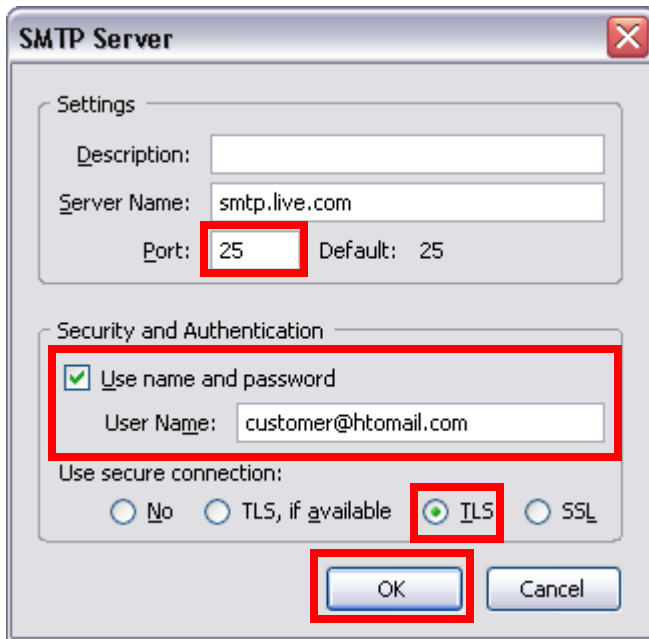 SMTP Server
Settings
Description:
Server Name: smtp.live.com
Port: 25 Default: 25
Security and Authentication
Use name and password
User Name: customer@htomail.com
Use secure connection:
No TLS, if available TLS SSL
OK Cancel